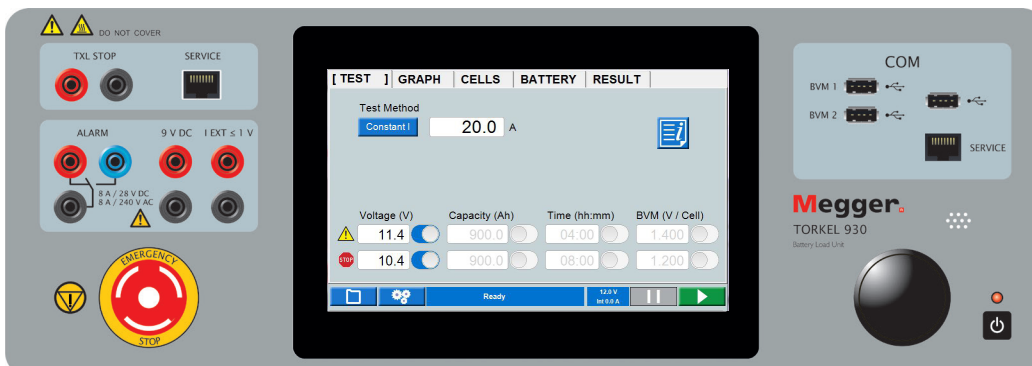 DO NOT COVER
TXL STOP
SERVICE
ALARM
9 V DC
I EXT ≤ 1 V
8 A / 28 V DC
8 A / 240 V AC
EMERGENCY
STOP
[ TEST ] GRAPH CELLS BATTERY RESULT
Test Method
Constant I 20.0 A
i
Voltage (V) Capacity (Ah) Time (hh:mm) BVM (V / Cell)
11.4 900.0 04:00 1.400
STOP 10.4 900.0 08:00 1.200
Ready
12.0 V
Int 0.0 A
COM
BVM 1
BVM 2
SERVICE
Megger.
TORKEL 930
Battery Load Unit